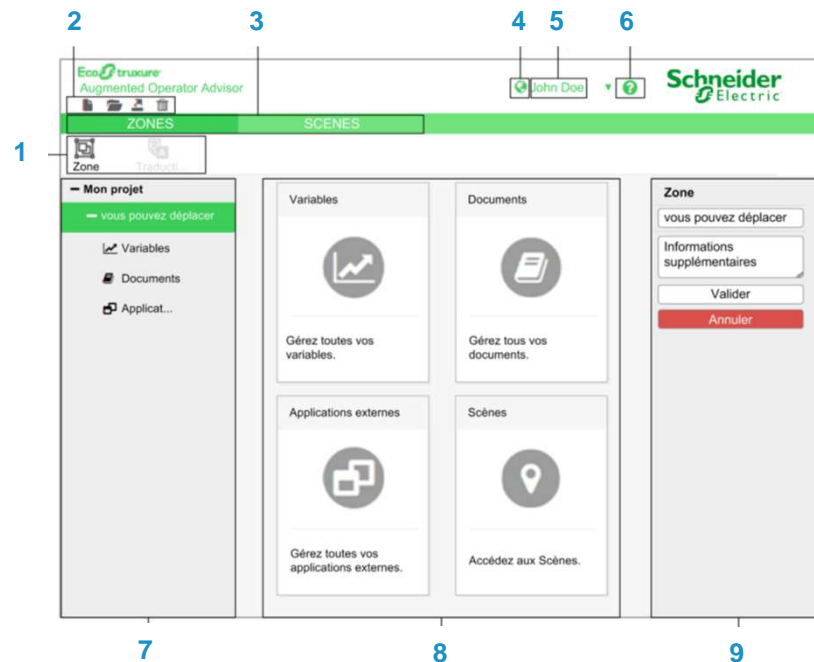 2 3 4 5 6
EcoStruxure
Augmented Operator Advisor
John Doe
?
Schneider
Electric
ZONES SCENES
1
Zone Traducti...
Mon projet
vous pouvez déplacer
Variables
Documents
Applicat...
Variables
Gérez toutes vos
variables.
Documents
Gérez tous vos
documents.
Applications externes
Gérez toutes vos
applications externes.
Scènes
Accédez aux Scènes.
Zone
vous pouvez déplacer
Informations
supplémentaires
Valider
Annuler
7 8 9